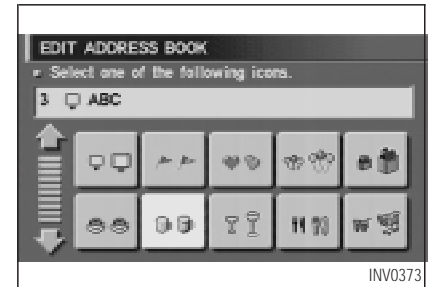 EDIT ADDRESS BOOK
Select one of the following icons.
3 ABC
INV0373